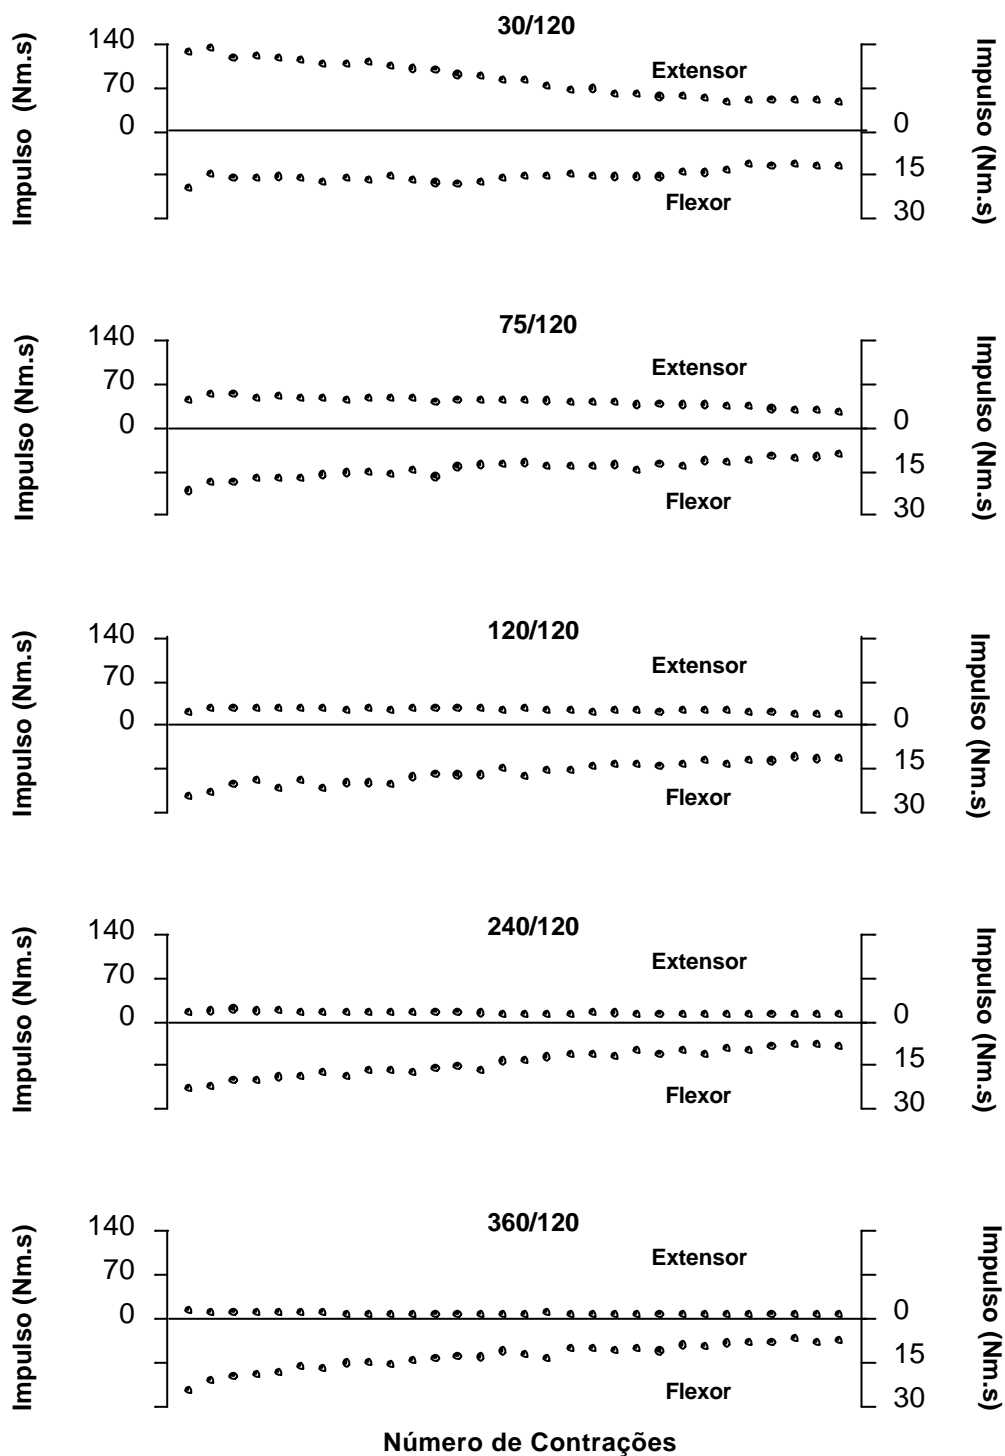 30/120
Impulso (Nm.s)
140
70
0
Extensor
Flexor
0
15
30
Impulso (Nm.s)
75/120
Impulso (Nm.s)
140
70
0
Extensor
Flexor
0
15
30
Impulso (Nm.s)
120/120
Impulso (Nm.s)
140
70
0
Extensor
Flexor
0
15
30
Impulso (Nm.s)
240/120
Impulso (Nm.s)
140
70
0
Extensor
Flexor
0
15
30
Impulso (Nm.s)
360/120
Impulso (Nm.s)
140
70
0
Extensor
Flexor
0
15
30
Impulso (Nm.s)
Número de Contrações